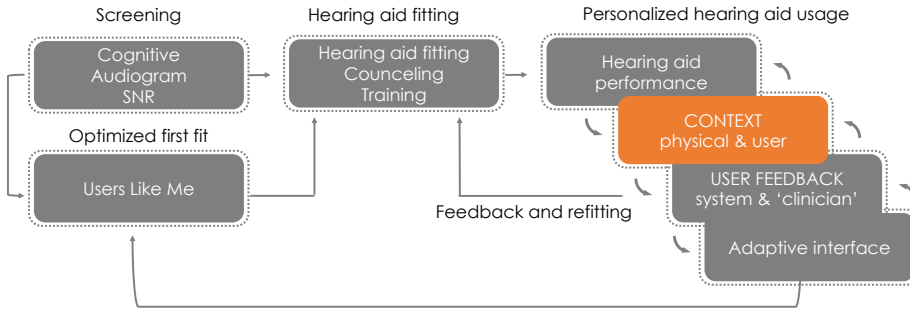 Screening
Cognitive
Audiogram
SNR
Optimized first fit
Users Like Me
Hearing aid fitting
Hearing aid fitting
Counceling
Training
Feedback and refitting
Personalized hearing aid usage
Hearing aid
performance
CONTEXT
physical & user
USER FEEDBACK
system & ‘clinician’
Adaptive interface